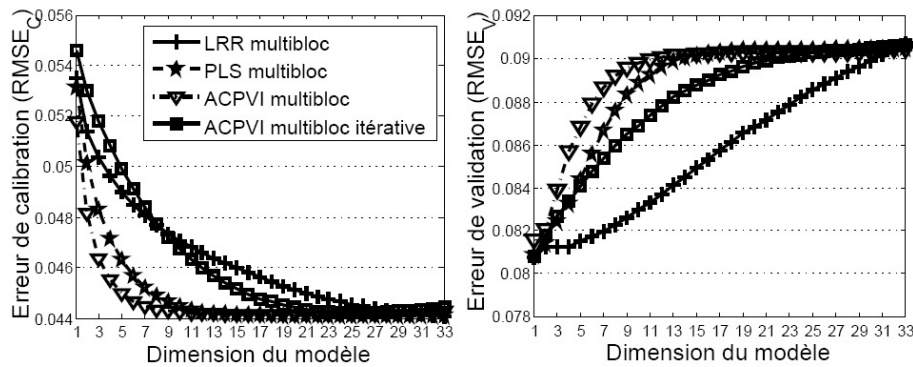 Erreur de calibration (RMSE_C)
0.056
0.054
0.052
0.05
0.048
0.046
0.044
1 3 5 7 9 11 13 15 17 19 21 23 25 27 29 31 33
Dimension du modèle
LRR multibloc
PLS multibloc
ACPVI multibloc
ACPVI multibloc itérative
Erreur de validation (RMSE_V)
0.092
0.09
0.088
0.086
0.084
0.082
0.08
0.078
1 3 5 7 9 11 13 15 17 19 21 23 25 27 29 31 33
Dimension du modèle